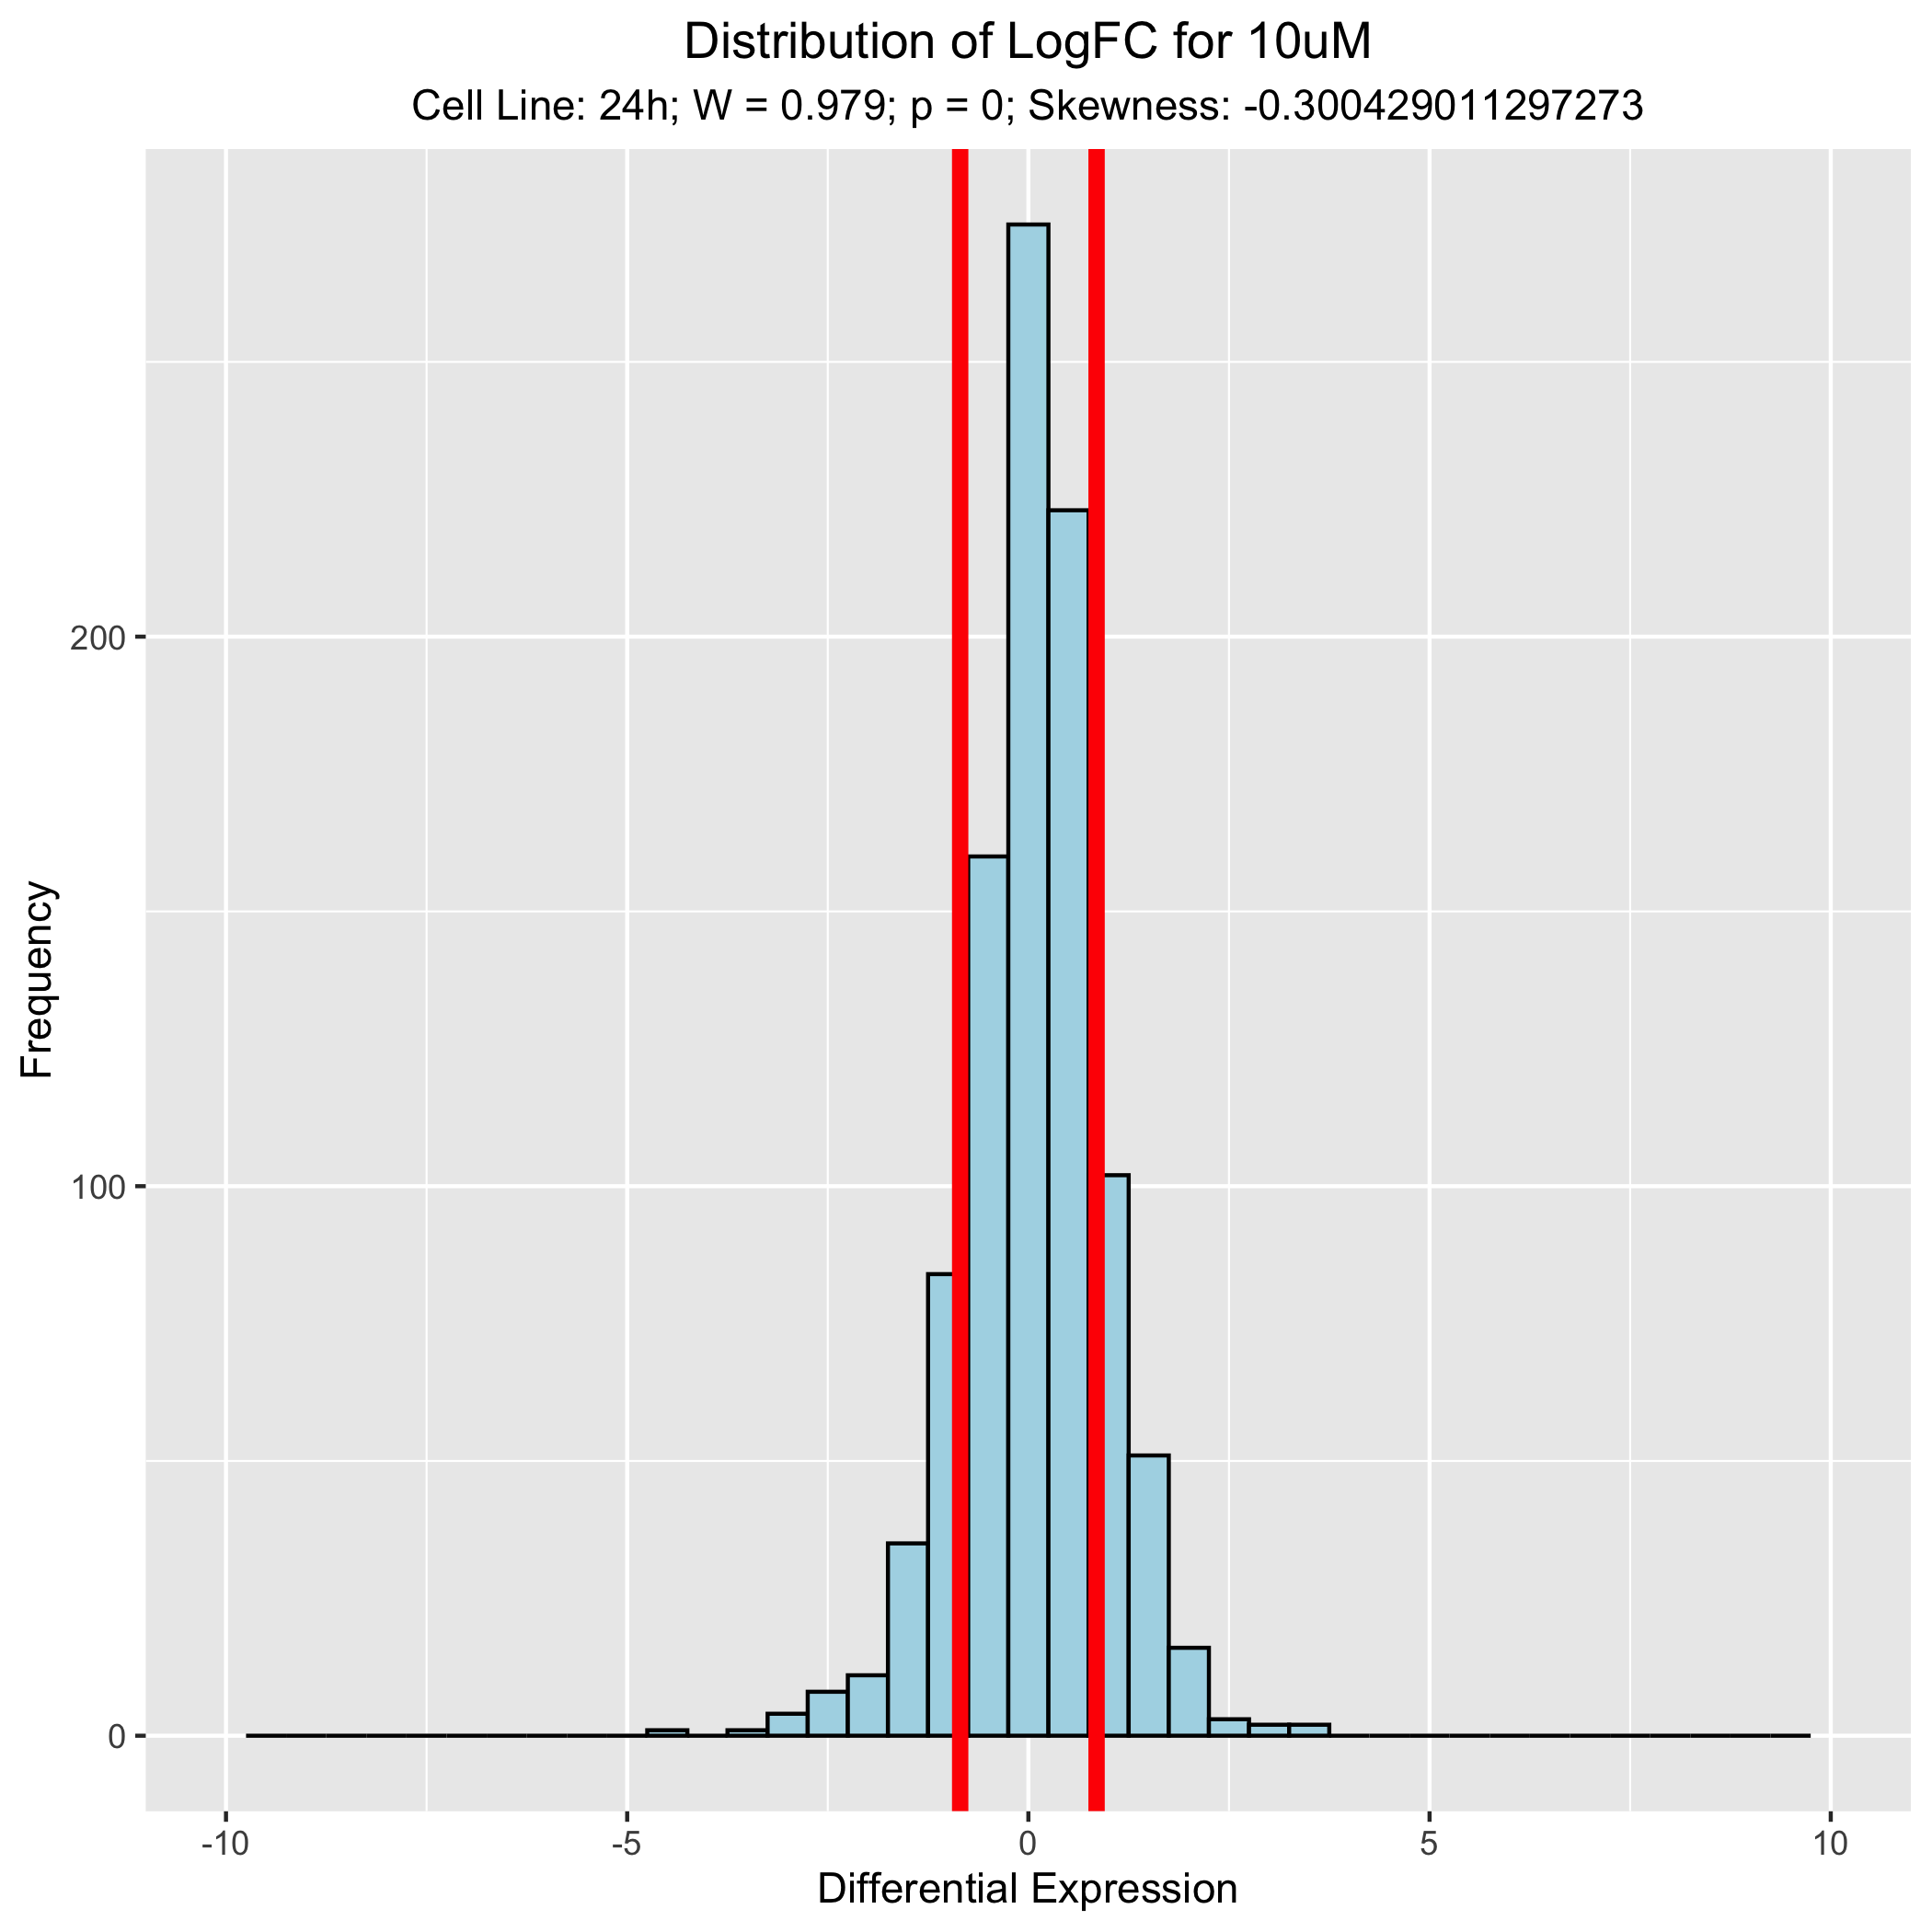 Distribution of LogFC for 10uM
Cell Line: 24h; W = 0.979; p = 0; Skewness: -0.300429011297273
Frequency
200
100
0
-10
-5
0
5
10
Differential Expression